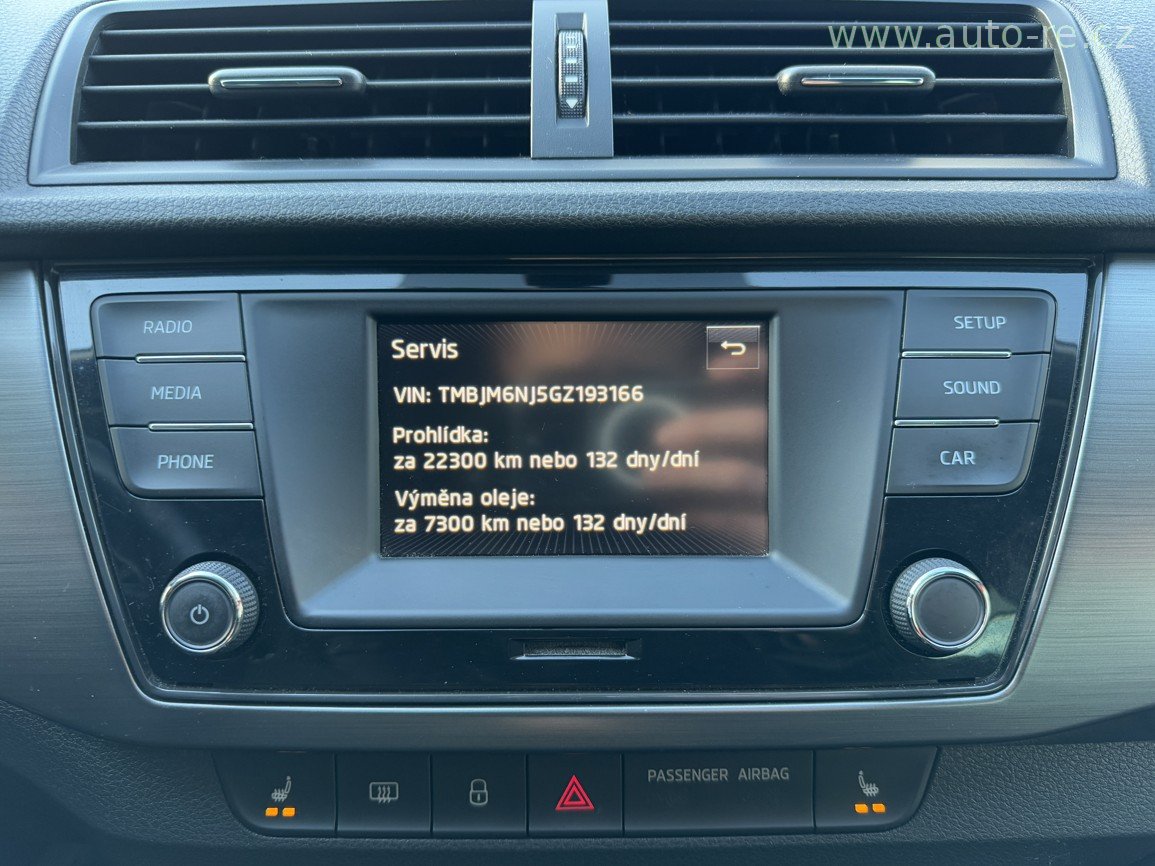 www.auto-re.cz
RADIO
MEDIA
PHONE
Servis
VIN: TMBJM6NJ5GZ193166
Prohlídka:
za 22300 km nebo 132 dny/dní
Výměna oleje:
za 7300 km nebo 132 dny/dní
SETUP
SOUND
CAR
PASSENGER AIRBAG